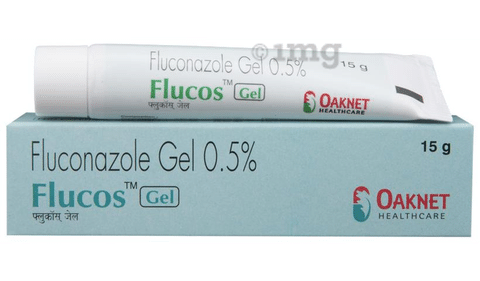 ©1mg
Fluconazole Gel 0.5% 15 g
Flucos™ Gel
फ्लुकॉस् जेल
OAKNET
HEALTHCARE
Fluconazole Gel 0.5% 15 g
Flucos™ Gel
फ्लुकॉस् जेल
OAKNET
HEALTHCARE